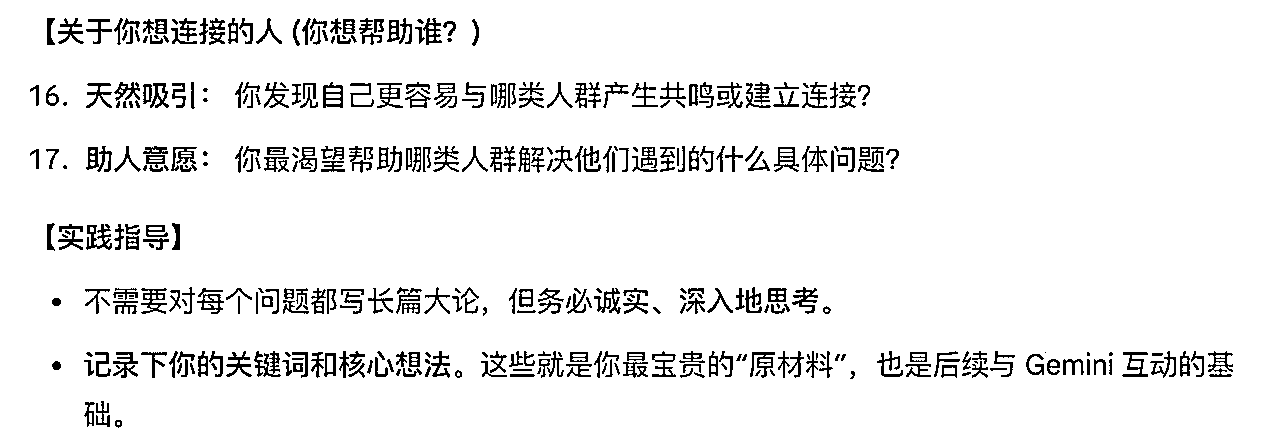 【关于你想连接的人 (你想帮助谁？)
16. 天然吸引： 你发现自己更容易与哪类人群产生共鸣或建立连接？
17. 助人意愿： 你最渴望帮助哪类人群解决他们遇到的什么具体问题？
【实践指导】
• 不需要对每个问题都写长篇大论，但务必诚实、深入地思考。
• 记录下你的关键词和核心想法。这些就是你最宝贵的“原材料”，也是后续与 Gemini 互动的基
础。